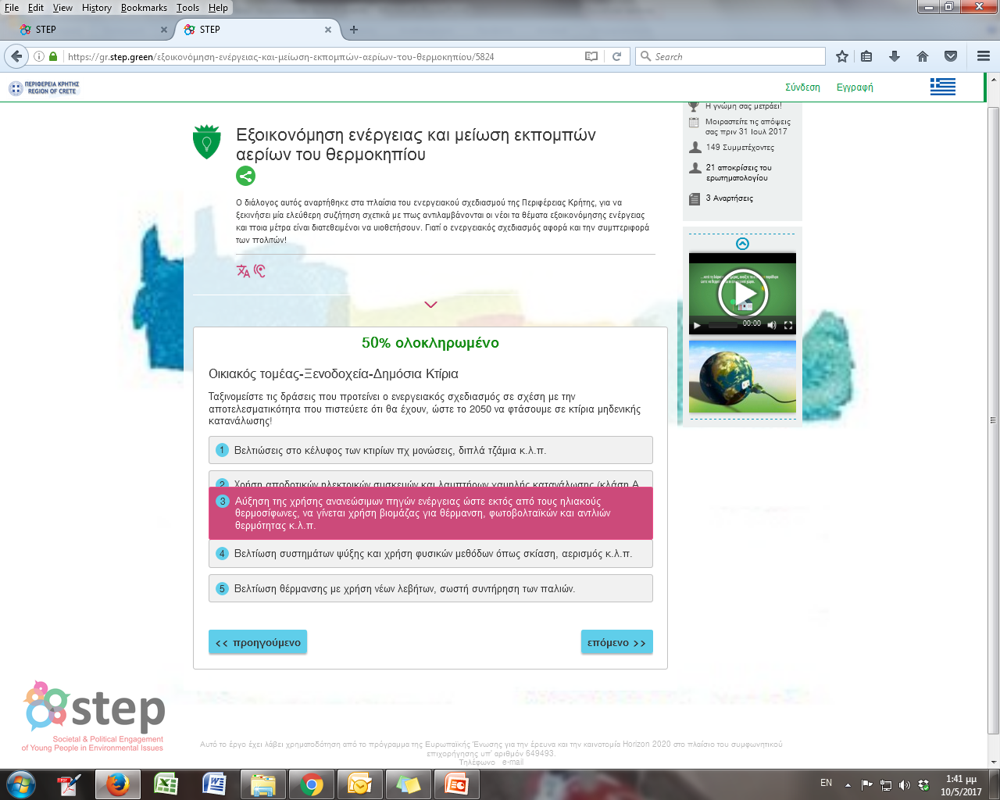 File Edit View History Bookmarks Tools Help
STEP
STEP
https://gr.step.green/εξοικονόμηση-ενέργειας-και-μείωση-εκπομπών-αερίων-του-θερμοκηπίου/5824
Search
ΠΕΡΙΦΕΡΕΙΑ ΚΡΗΤΗΣ
REGION OF CRETE
Σύνδεση Εγγραφή
Εξοικονόμηση ενέργειας και μείωση εκπομπών
αερίων του θερμοκηπίου
Ο διάλογος αυτός αναρτήθηκε στα πλαίσια του ενεργειακού σχεδιασμού της Περιφέρειας Κρήτης, για να
ξεκινήσει μία ελεύθερη συζήτηση σχετικά με πως αντιλαμβάνονται οι νέοι τα θέματα εξοικονόμησης ενέργειας
και ποια μέτρα είναι διατεθειμένοι να υιοθετήσουν. Γιατί ο ενεργειακός σχεδιασμός αφορά και την συμπεριφορά
των πολιτών!
Η γνώμη σας μετράει!
Μοιραστείτε τις απόψεις
σας πριν 31 Ιουλ 2017
149 Συμμετέχοντες
21 αποκρίσεις του
ερωτηματολογίου
3 Αναρτήσεις
00:00
50% ολοκληρωμένο
Οικιακός τομέας-Ξενοδοχεία-Δημόσια Κτίρια
Ταξινομείστε τις δράσεις που προτείνει ο ενεργειακός σχεδιασμός σε σχέση με την
αποτελεσματικότητα που πιστεύετε ότι θα έχουν, ώστε το 2050 να φτάσουμε σε κτίρια μηδενικής
κατανάλωσης!
1 Βελτιώσεις στο κέλυφος των κτιρίων πχ μονώσεις, διπλά τζάμια κ.λ.π.
2 Χρήση αποδοτικών ηλεκτρικών συσκευών και λαμπτήρων χαμηλής κατανάλωσης (κλάση Α
3 Αύξηση της χρήσης ανανεώσιμων πηγών ενέργειας ώστε εκτός από τους ηλιακούς
θερμοσίφωνες, να γίνεται χρήση βιομάζας για θέρμανση, φωτοβολταϊκών και αντλιών
θερμότητας κ.λ.π.
4 Βελτίωση συστημάτων ψύξης και χρήση φυσικών μεθόδων όπως σκίαση, αερισμός κ.λ.π.
5 Βελτίωση θέρμανσης με χρήση νέων λεβήτων, σωστή συντήρηση των παλιών.
<< προηγούμενο
επόμενο >>
step
Societal & Political Engagement
of Young People in Environmental Issues
Αυτό το έργο έχει λάβει χρηματοδότηση από το πρόγραμμα της Ευρωπαϊκής Ένωσης για την έρευνα και την καινοτομία Horizon 2020 στο πλαίσιο του συμφωνητικού
επιχορήγησης υπ' αριθμόν 649493.
Τηλέφωνο e-mail
EN
1:41 μμ
10/5/2017